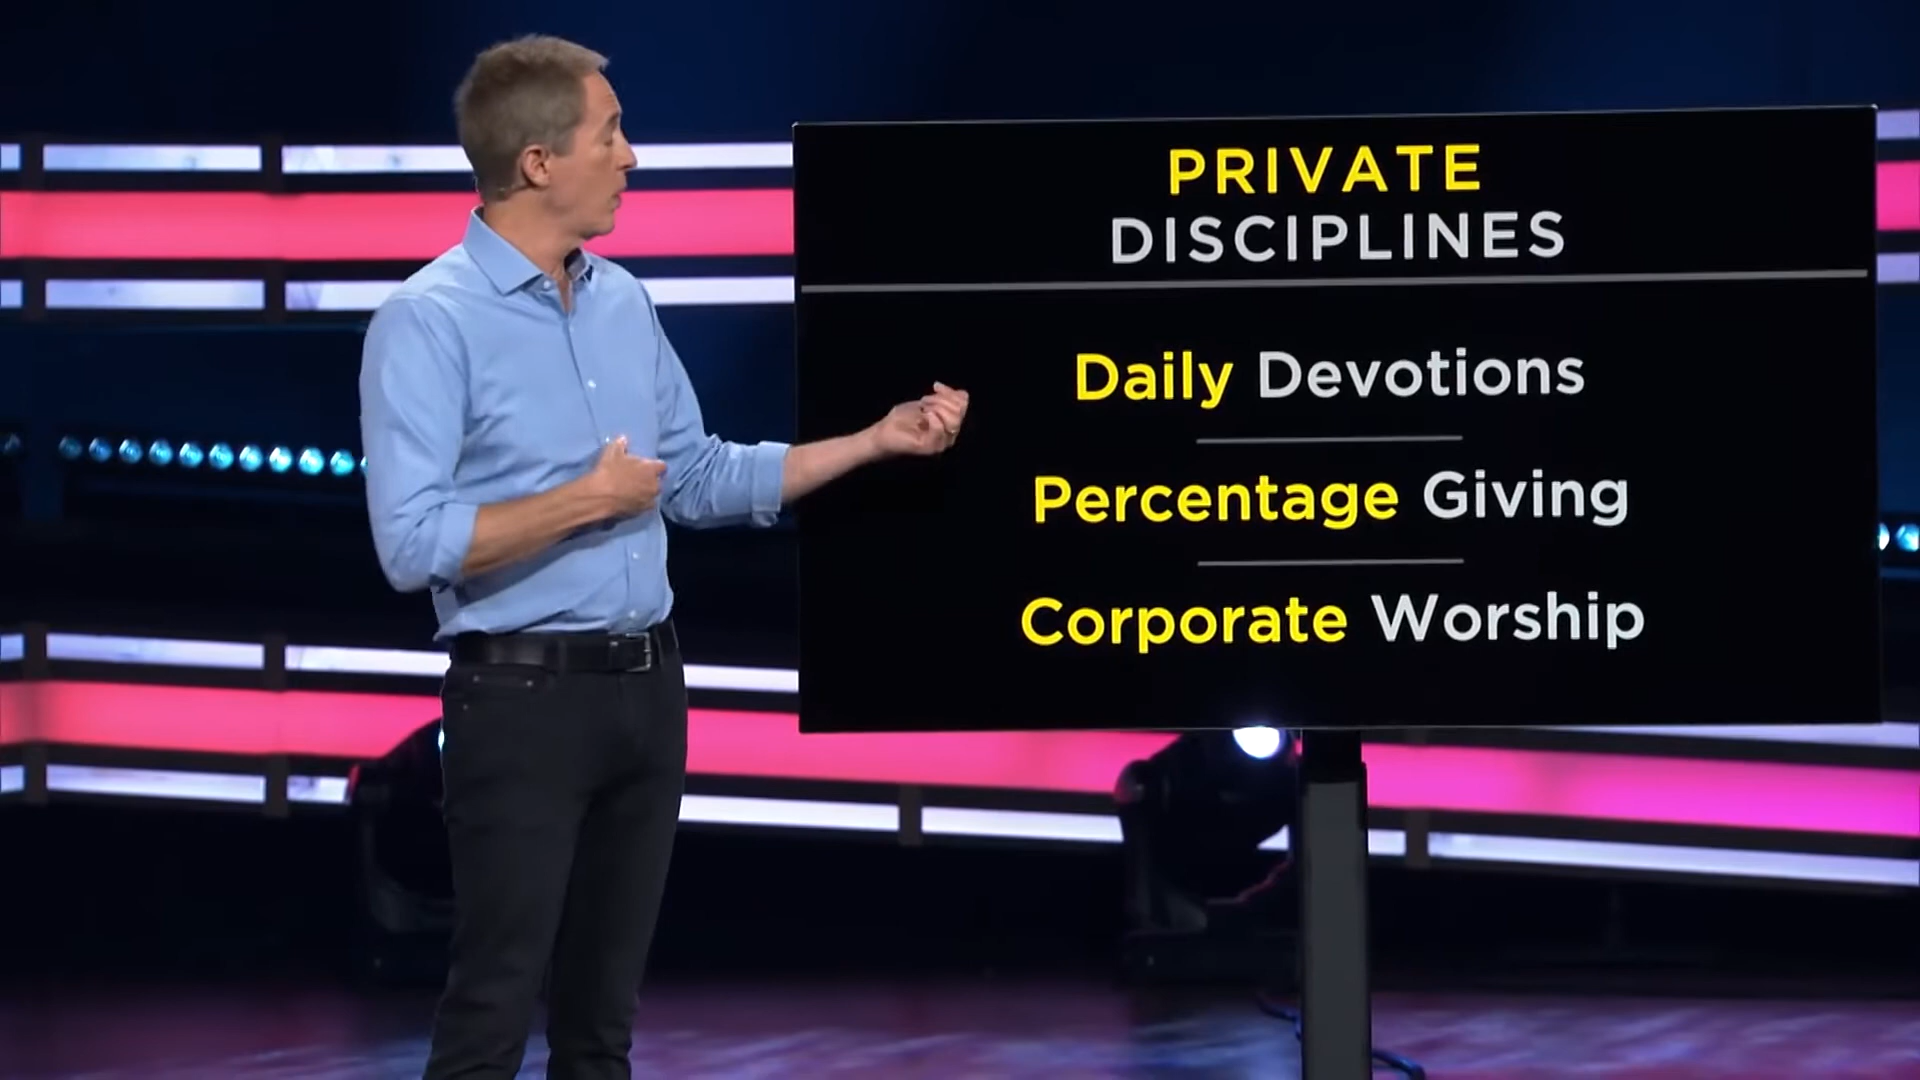 PRIVATE
DISCIPLINES
Daily Devotions
Percentage Giving
Corporate Worship